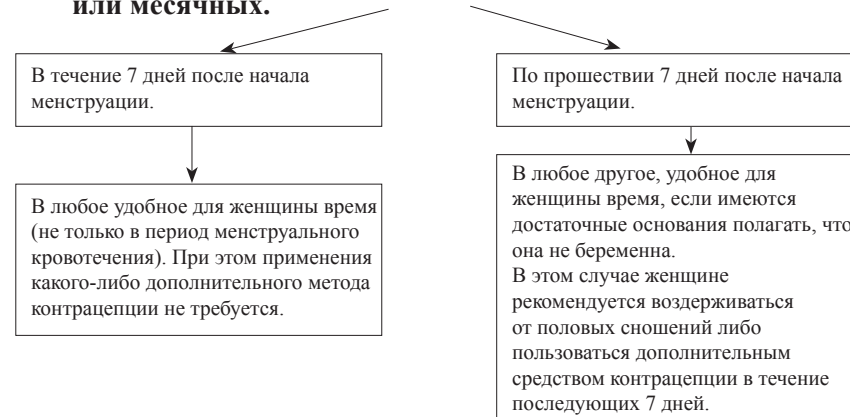 или месячных.
В течение 7 дней после начала
менструации.
В любое удобное для женщины время
(не только в период менструального
кровотечения). При этом применения
какого-либо дополнительного метода
контрацепции не требуется.
По прошествии 7 дней после начала
менструации.
В любое другое, удобное для
женщины время, если имеются
достаточные основания полагать, что
она не беременна.
В этом случае женщине
рекомендуется воздерживаться
от половых сношений либо
пользоваться дополнительным
средством контрацепции в течение
последующих 7 дней.